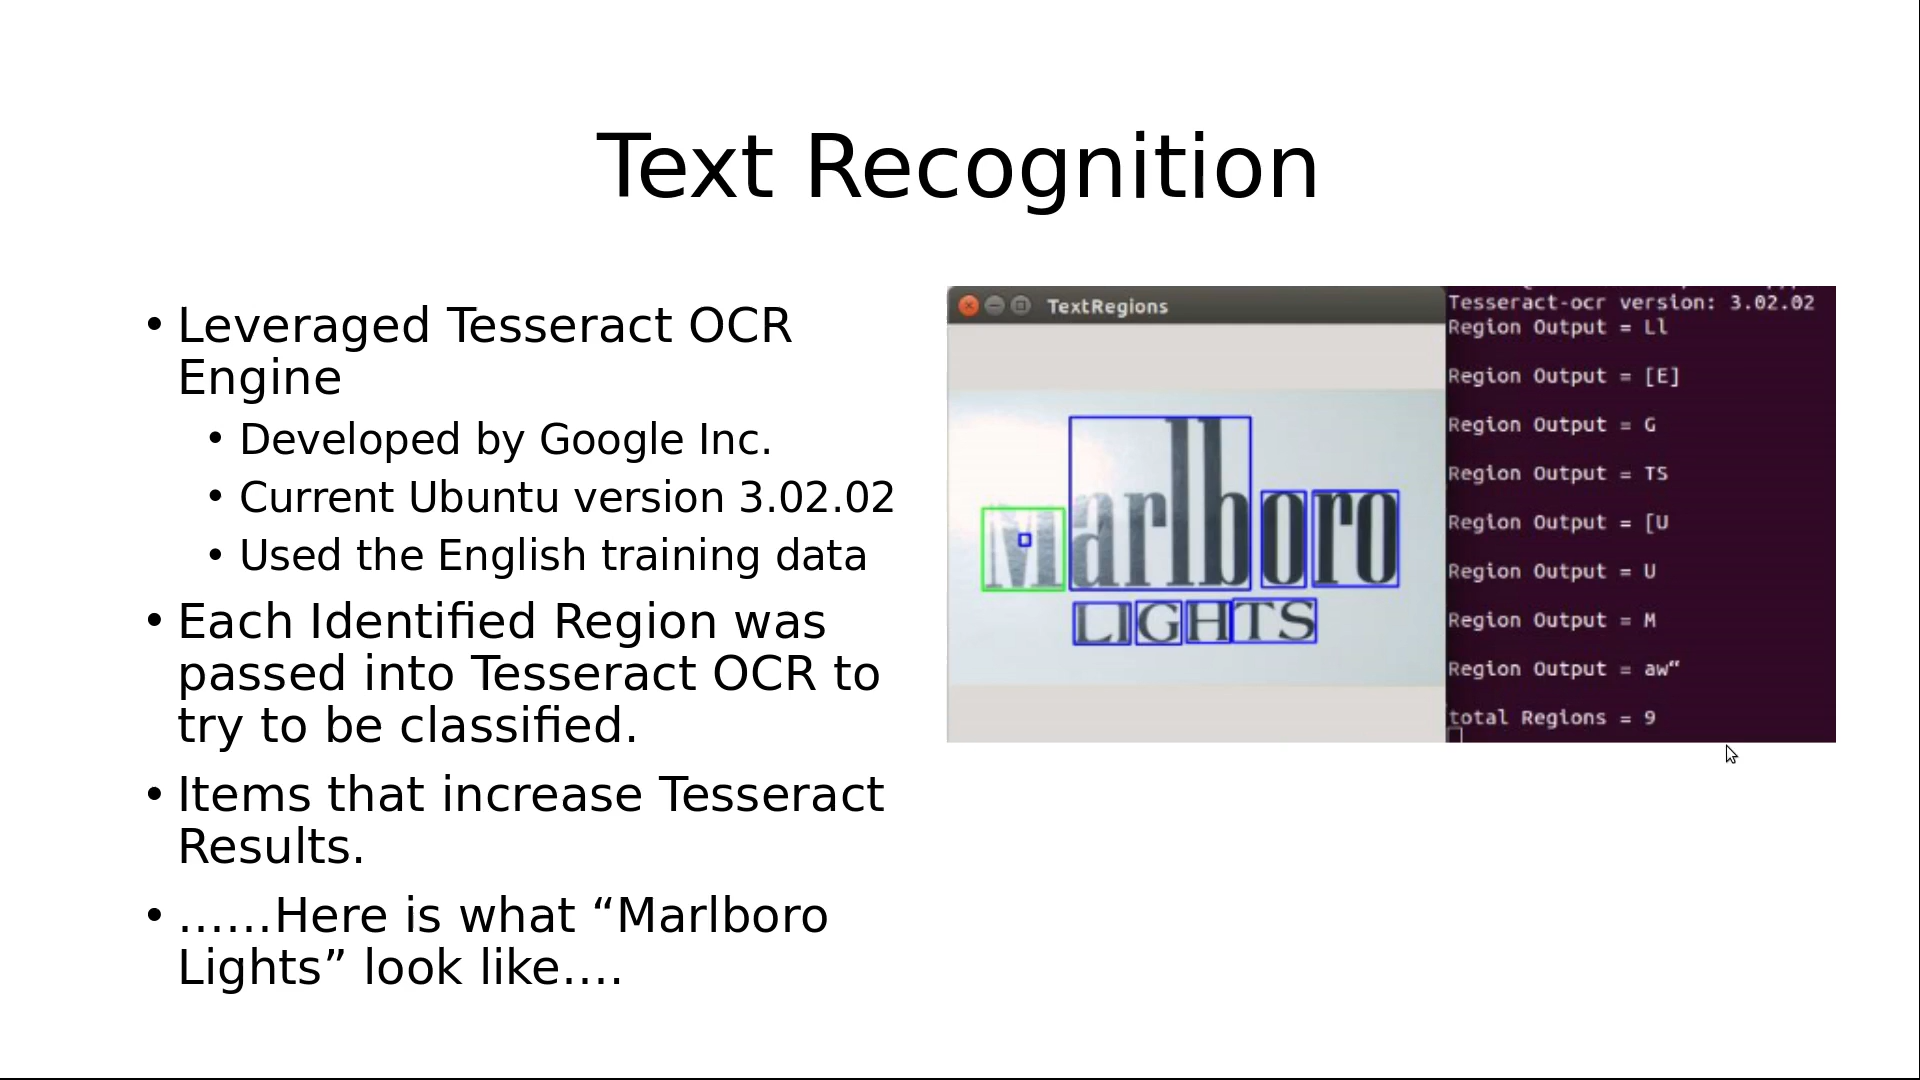 Text Recognition
• Leveraged Tesseract OCR
Engine
• Developed by Google Inc.
• Current Ubuntu version 3.02.02
• Used the English training data
• Each Identified Region was
passed into Tesseract OCR to
try to be classified.
• Items that increase Tesseract
Results.
• ……Here is what “Marlboro
Lights” look like….
TextRegions
Marlboro
LIGHTS
Tesseract-ocr version: 3.02.02
Region Output = Ll
Region Output = [E]
Region Output = G
Region Output = TS
Region Output = [U
Region Output = U
Region Output = M
Region Output = aw“
total Regions = 9